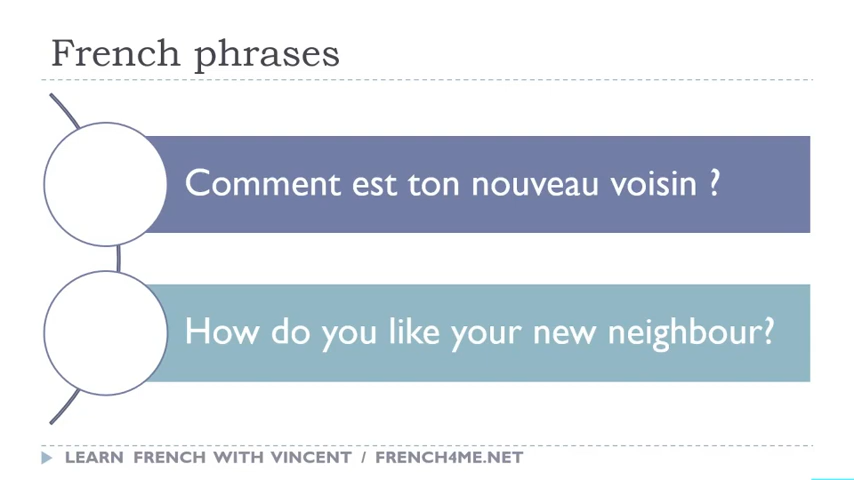 French phrases
Comment est ton nouveau voisin ?
How do you like your new neighbour?
LEARN FRENCH WITH VINCENT / FRENCH4ME.NET